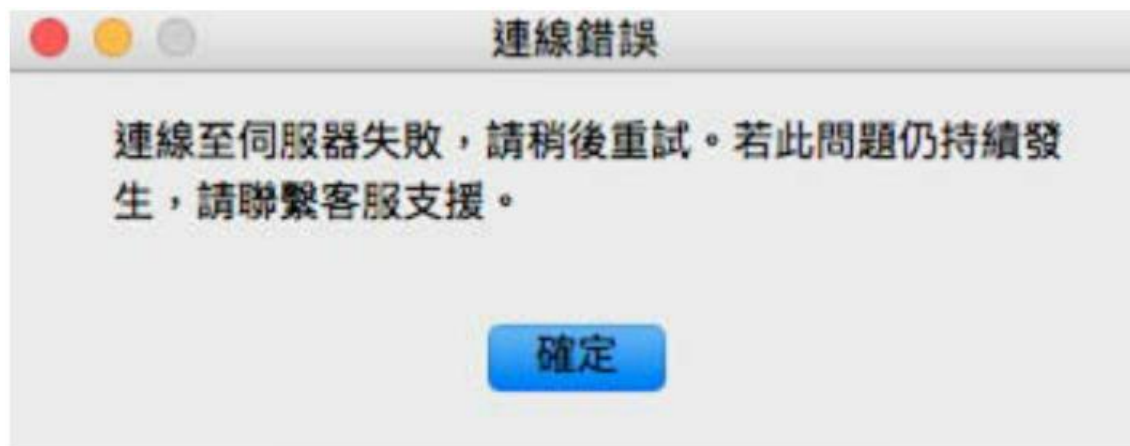 連線錯誤
連線至伺服器失敗，請稍後重試。若此問題仍持續發
生，請聯繫客服支援。
確定